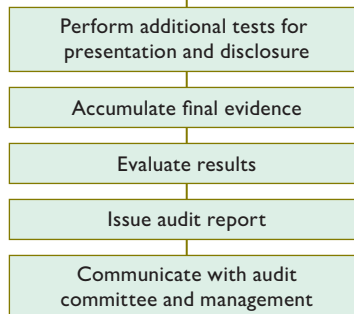 Perform additional tests for
presentation and disclosure
Accumulate final evidence
Evaluate results
Issue audit report
Communicate with audit
committee and management